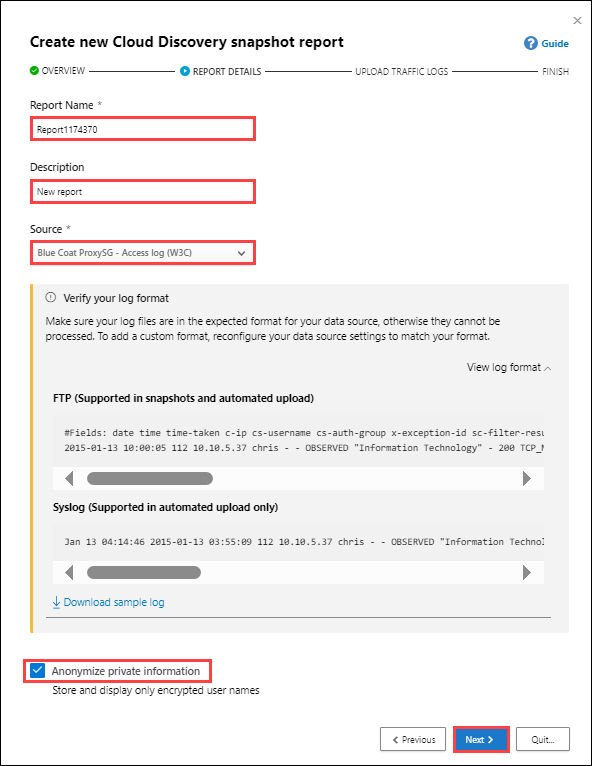 Create new Cloud Discovery snapshot report
? Guide
OVERVIEW REPORT DETAILS UPLOAD TRAFFIC LOGS FINISH
Report Name *
Report1174370
Description
New report
Source *
Blue Coat ProxySG - Access log (W3C)
Verify your log format
Make sure your log files are in the expected format for your data source, otherwise they cannot be
processed. To add a custom format, reconfigure your data source settings to match your format.
View log format
FTP (Supported in snapshots and automated upload)
#Fields: date time time-taken c-ip cs-username cs-auth-group x-exception-id sc-filter-resu
2015-01-13 10:00:05 112 10.10.5.37 chris - - OBSERVED "Information Technology" - 200 TCP_N
Syslog (Supported in automated upload only)
Jan 13 04:14:46 2015-01-13 03:55:09 112 10.10.5.37 chris - - OBSERVED "Information Technol
Download sample log
Anonymize private information
Store and display only encrypted user names
Previous Next Quit...